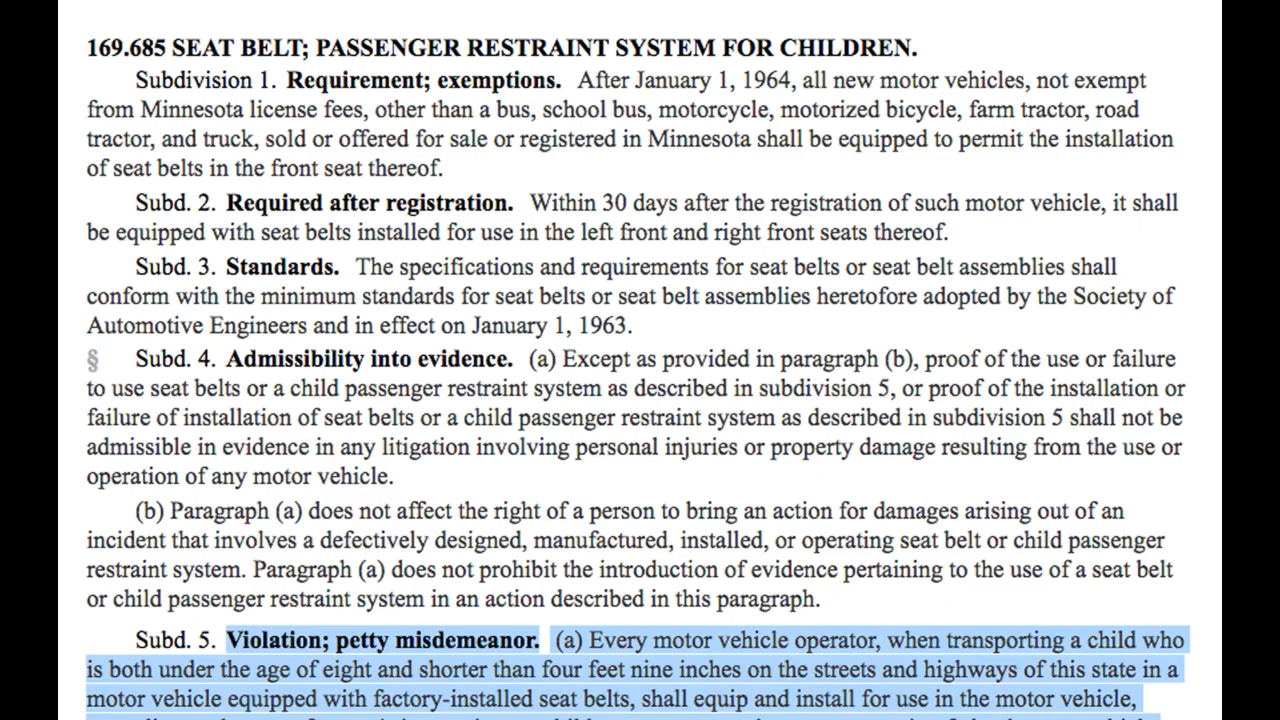 169.685 SEAT BELT; PASSENGER RESTRAINT SYSTEM FOR CHILDREN.
Subdivision 1. Requirement; exemptions. After January 1, 1964, all new motor vehicles, not exempt
from Minnesota license fees, other than a bus, school bus, motorcycle, motorized bicycle, farm tractor, road
tractor, and truck, sold or offered for sale or registered in Minnesota shall be equipped to permit the installation
of seat belts in the front seat thereof.
Subd. 2. Required after registration. Within 30 days after the registration of such motor vehicle, it shall
be equipped with seat belts installed for use in the left front and right front seats thereof.
Subd. 3. Standards. The specifications and requirements for seat belts or seat belt assemblies shall
conform with the minimum standards for seat belts or seat belt assemblies heretofore adopted by the Society of
Automotive Engineers and in effect on January 1, 1963.
§ Subd. 4. Admissibility into evidence. (a) Except as provided in paragraph (b), proof of the use or failure
to use seat belts or a child passenger restraint system as described in subdivision 5, or proof of the installation or
failure of installation of seat belts or a child passenger restraint system as described in subdivision 5 shall not be
admissible in evidence in any litigation involving personal injuries or property damage resulting from the use or
operation of any motor vehicle.
(b) Paragraph (a) does not affect the right of a person to bring an action for damages arising out of an
incident that involves a defectively designed, manufactured, installed, or operating seat belt or child passenger
restraint system. Paragraph (a) does not prohibit the introduction of evidence pertaining to the use of a seat belt
or child passenger restraint system in an action described in this paragraph.
Subd. 5. Violation; petty misdemeanor. (a) Every motor vehicle operator, when transporting a child who
is both under the age of eight and shorter than four feet nine inches on the streets and highways of this state in a
motor vehicle equipped with factory-installed seat belts, shall equip and install for use in the motor vehicle,